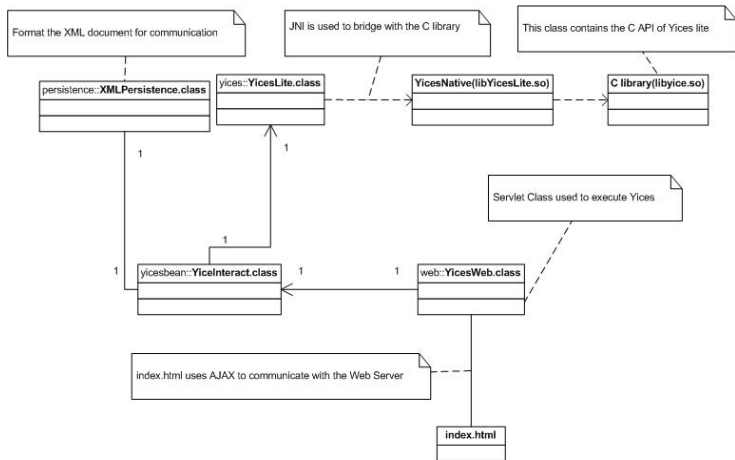 Format the XML document for communication
JNI is used to bridge with the C library
This class contains the C API of Yices lite
persistence::XMLPersistence.class
yices::YicesLite.class
YicesNative(libYicesLite.so)
C library(libyice.so)
1
1
Servlet Class used to execute Yices
1
1
yicesbean::YiceInteract.class
1
1
web::YicesWeb.class
index.html uses AJAX to communicate with the Web Server
index.html